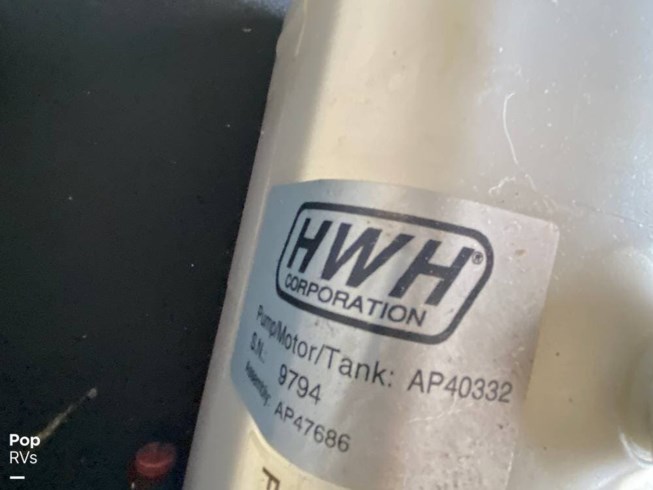 HWH®
CORPORATION
Pump/Motor/Tank: AP40332
S.N.: 9794
Assembly: AP47686
Pop
RVs